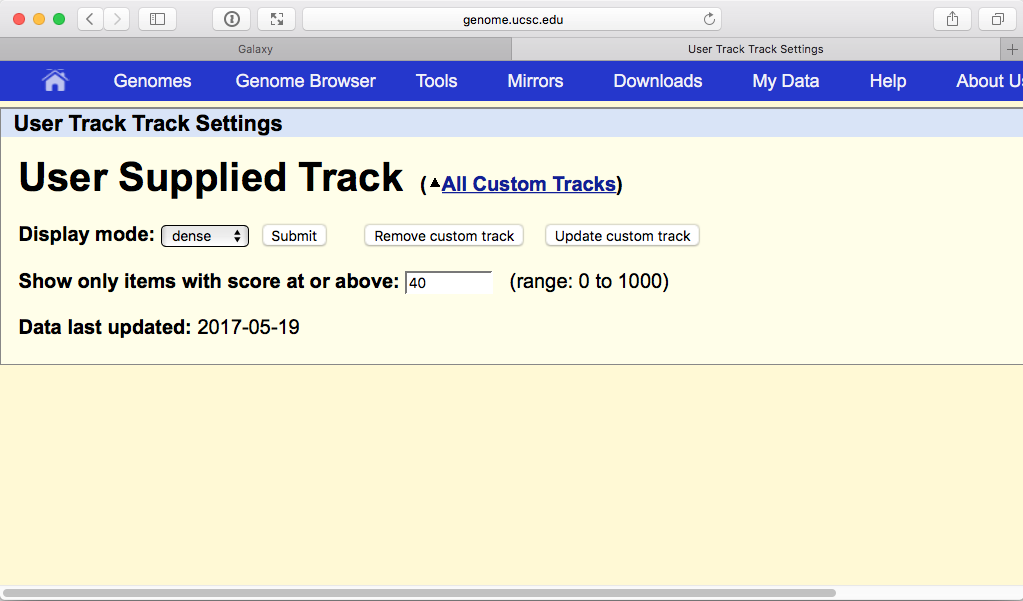 genome.ucsc.edu
Galaxy
User Track Track Settings
Genomes Genome Browser Tools Mirrors Downloads My Data Help About Us
User Track Track Settings
User Supplied Track (▲All Custom Tracks)
Display mode: dense Submit Remove custom track Update custom track
Show only items with score at or above: 40 (range: 0 to 1000)
Data last updated: 2017-05-19